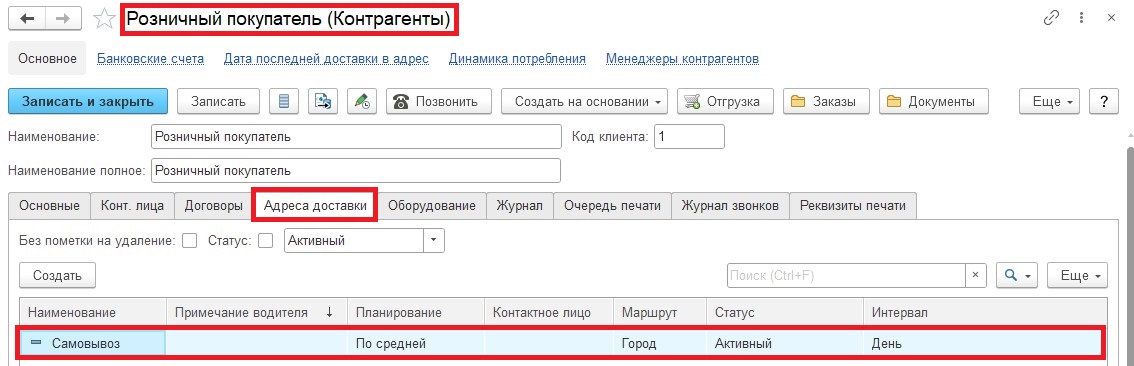 Розничный покупатель (Контрагенты)
Основное Банковские счета Дата последней доставки в адрес Динамика потребления Менеджеры контрагентов
Записать и закрыть Записать Позвонить Создать на основании Отгрузка Заказы Документы Еще ?
Наименование: Розничный покупатель Код клиента: 1
Наименование полное: Розничный покупатель
Основные Конт. лица Договоры Адреса доставки Оборудование Журнал Очередь печати Журнал звонков Реквизиты печати
Без пометки на удаление: Статус: Активный
Создать Поиск (Ctrl+F) × Еще
Наименование Примечание водителя ↓ Планирование Контактное лицо Маршрут Статус Интервал
Самовывоз По средней Город Активный День